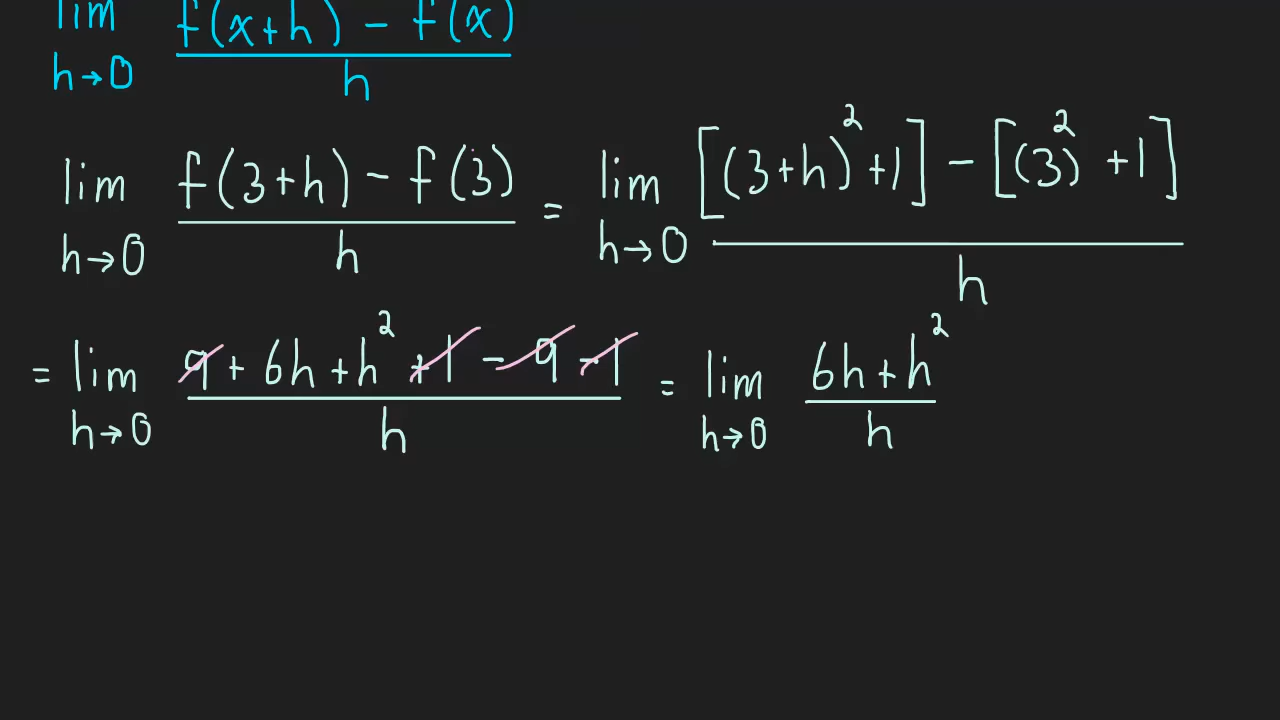 lim h→0 f(x+h) - f(x) / h
lim h→0 f(3+h) - f(3) / h = lim h→0 [(3+h)² +1] - [(3)² +1] / h
= lim h→0 9 + 6h + h² + 1 - 9 - 1 / h = lim h→0 6h + h² / h